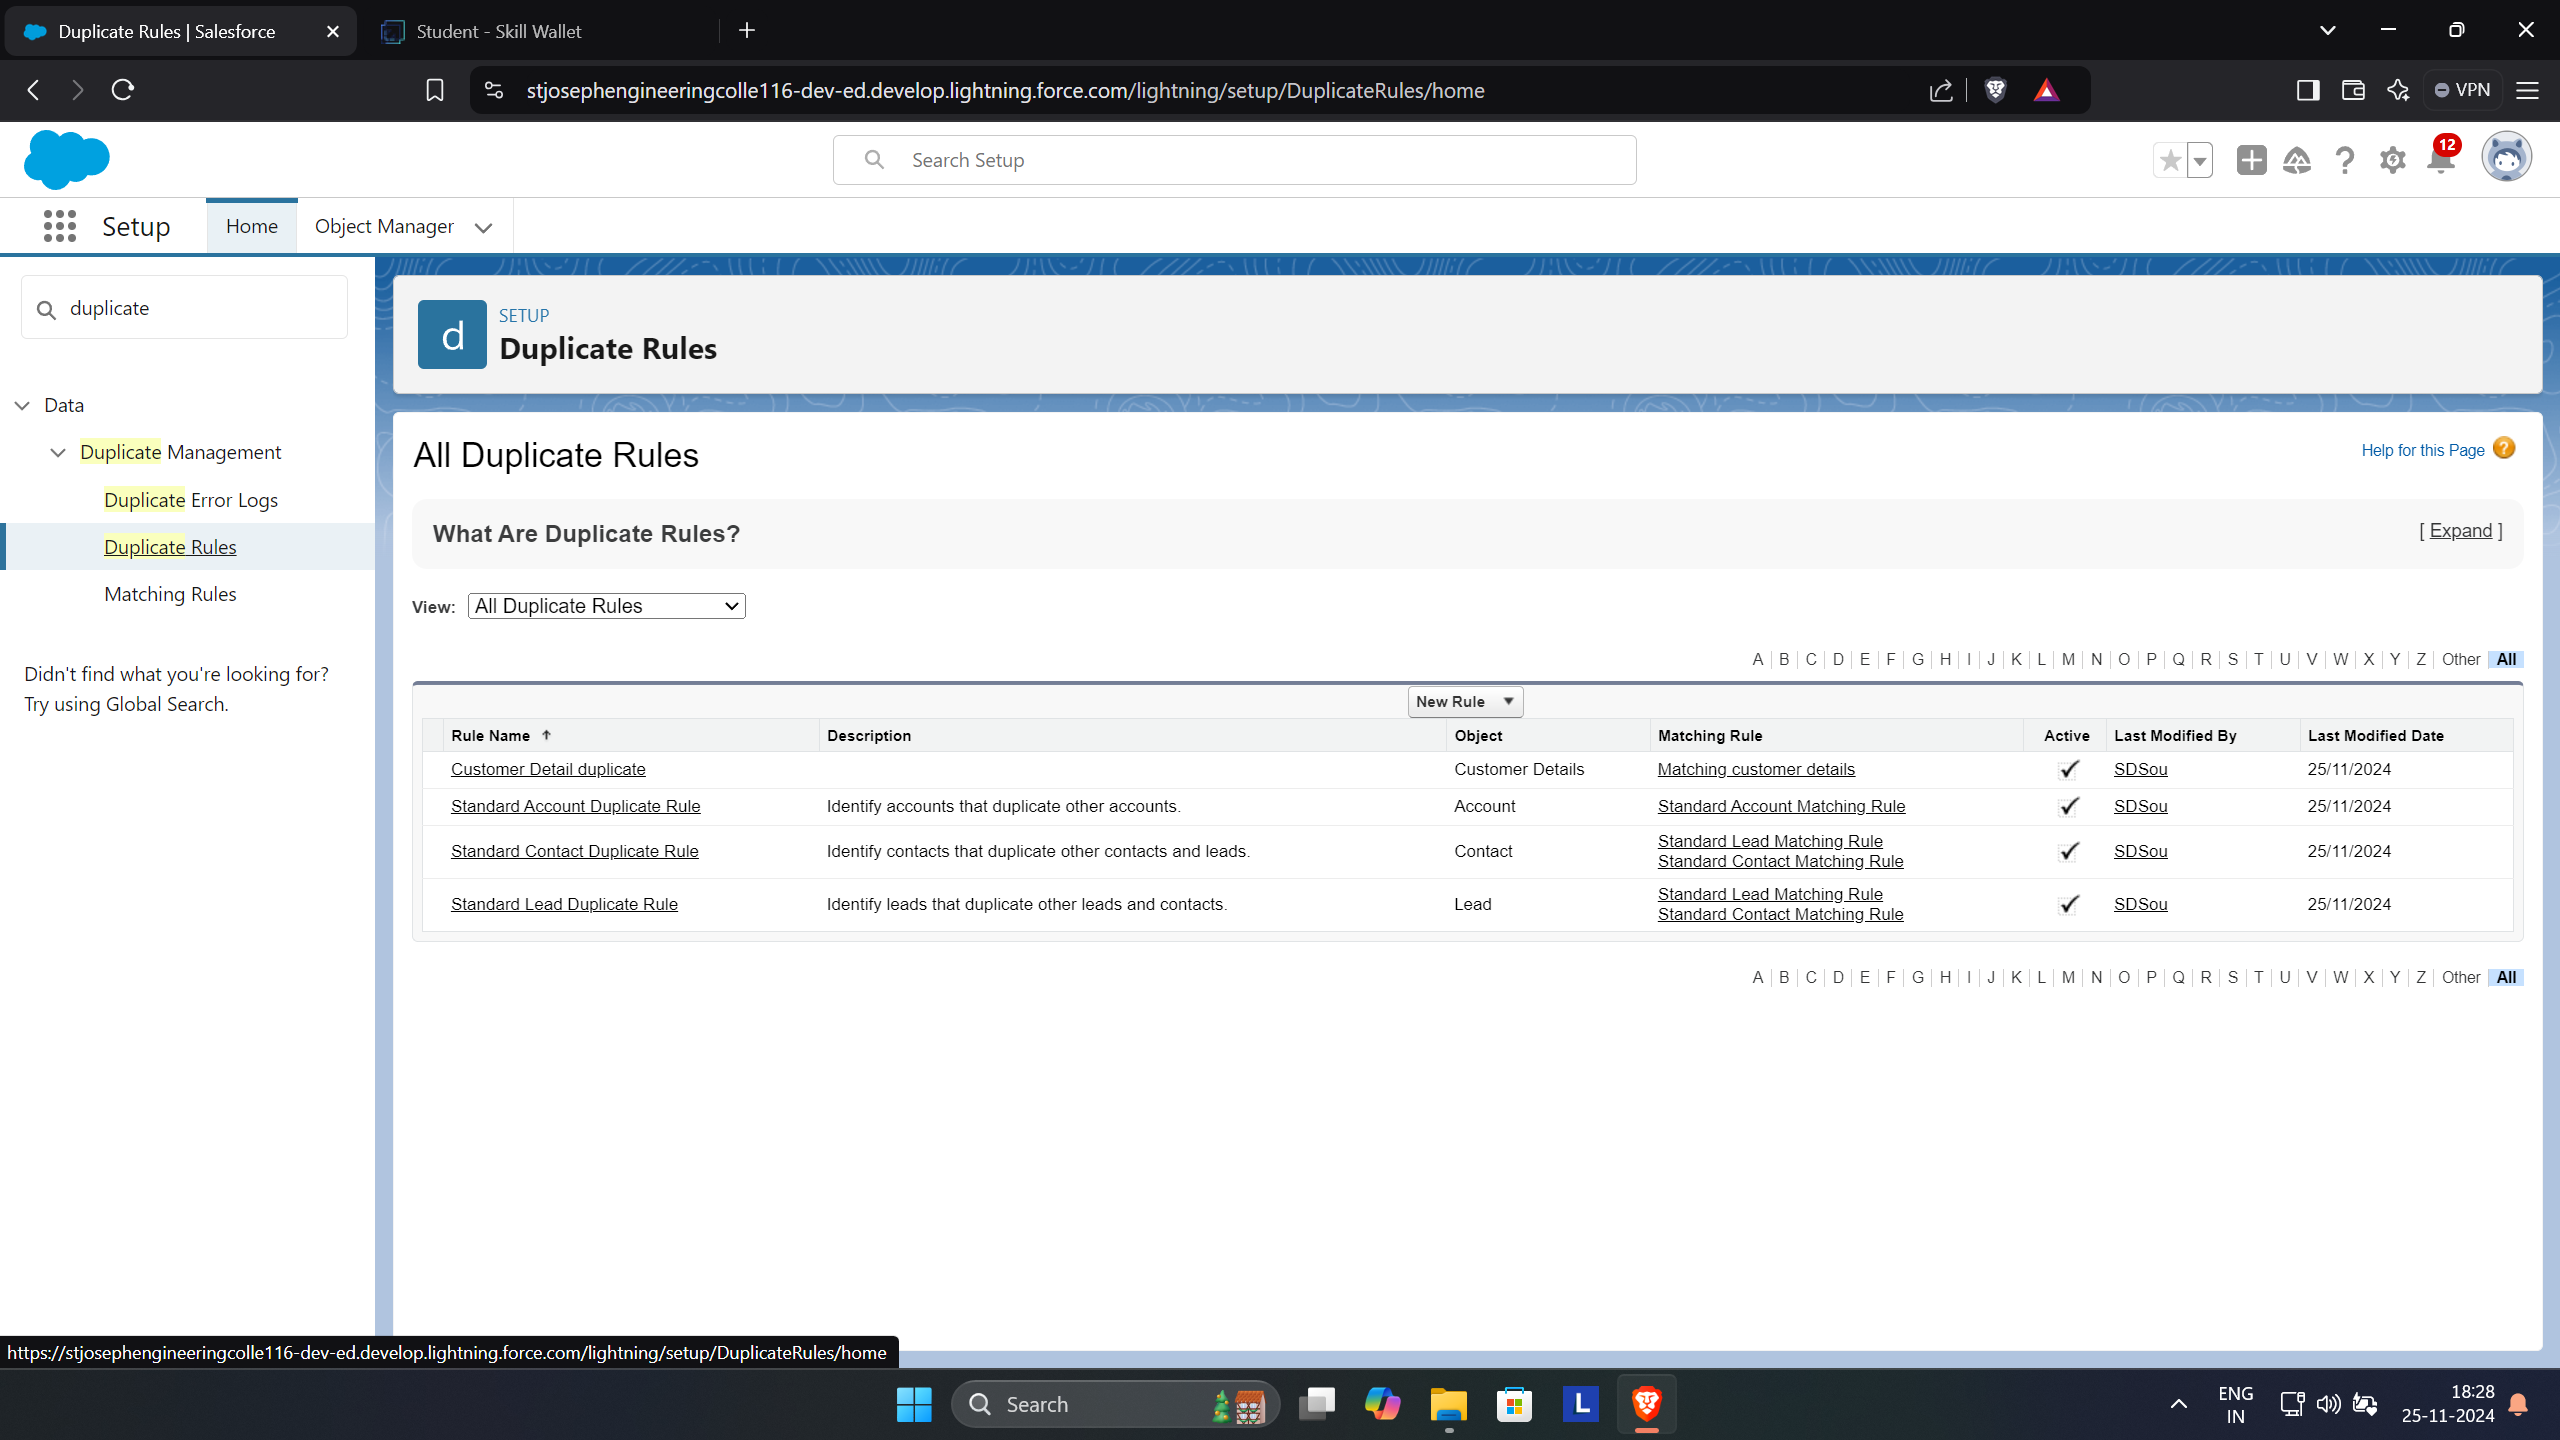 Duplicate Rules | Salesforce
Student - Skill Wallet
stjosephengineeringcolle116-dev-ed.develop.lightning.force.com/lightning/setup/DuplicateRules/home
VPN
Search Setup
12
Setup
Home
Object Manager
duplicate
Data
Duplicate Management
Duplicate Error Logs
Duplicate Rules
Matching Rules
Didn't find what you're looking for?
Try using Global Search.
d
SETUP
Duplicate Rules
All Duplicate Rules
Help for this Page ?
What Are Duplicate Rules?
[ Expand ]
View: All Duplicate Rules
A | B | C | D | E | F | G | H | I | J | K | L | M | N | O | P | Q | R | S | T | U | V | W | X | Y | Z | Other | All
New Rule
Rule Name Description Object Matching Rule Active Last Modified By Last Modified Date
Customer Detail duplicate Customer Details Matching customer details SDSou 25/11/2024
Standard Account Duplicate Rule Identify accounts that duplicate other accounts. Account Standard Account Matching Rule SDSou 25/11/2024
Standard Contact Duplicate Rule Identify contacts that duplicate other contacts and leads. Contact Standard Lead Matching Rule
Standard Contact Matching Rule SDSou 25/11/2024
Standard Lead Duplicate Rule Identify leads that duplicate other leads and contacts. Lead Standard Lead Matching Rule
Standard Contact Matching Rule SDSou 25/11/2024
A | B | C | D | E | F | G | H | I | J | K | L | M | N | O | P | Q | R | S | T | U | V | W | X | Y | Z | Other | All
https://stjosephengineeringcolle116-dev-ed.develop.lightning.force.com/lightning/setup/DuplicateRules/home
Search
L
ENG
IN
18:28
25-11-2024